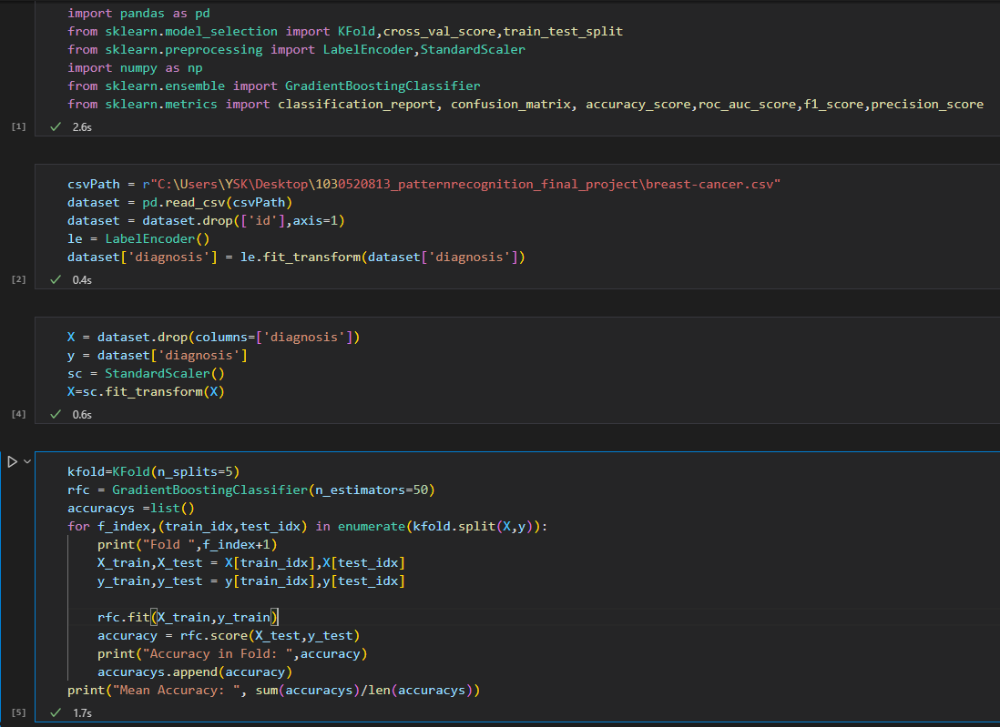 import pandas as pd
from sklearn.model_selection import KFold,cross_val_score,train_test_split
from sklearn.preprocessing import LabelEncoder,StandardScaler
import numpy as np
from sklearn.ensemble import GradientBoostingClassifier
from sklearn.metrics import classification_report, confusion_matrix, accuracy_score,roc_auc_score,f1_score,precision_score
[1] ✓ 2.6s
csvPath = r"C:\Users\YSK\Desktop\1030520813_patternrecognition_final_project\breast-cancer.csv"
dataset = pd.read_csv(csvPath)
dataset = dataset.drop(['id'],axis=1)
le = LabelEncoder()
dataset['diagnosis'] = le.fit_transform(dataset['diagnosis'])
[2] ✓ 0.4s
X = dataset.drop(columns=['diagnosis'])
y = dataset['diagnosis']
sc = StandardScaler()
X=sc.fit_transform(X)
[4] ✓ 0.6s
kfold=KFold(n_splits=5)
rfc = GradientBoostingClassifier(n_estimators=50)
accuracys =list()
for f_index,(train_idx,test_idx) in enumerate(kfold.split(X,y)):
    print("Fold ",f_index+1)
    X_train,X_test = X[train_idx],X[test_idx]
    y_train,y_test = y[train_idx],y[test_idx]

    rfc.fit(X_train,y_train)
    accuracy = rfc.score(X_test,y_test)
    print("Accuracy in Fold: ",accuracy)
    accuracys.append(accuracy)
print("Mean Accuracy: ", sum(accuracys)/len(accuracys))
[5] ✓ 1.7s